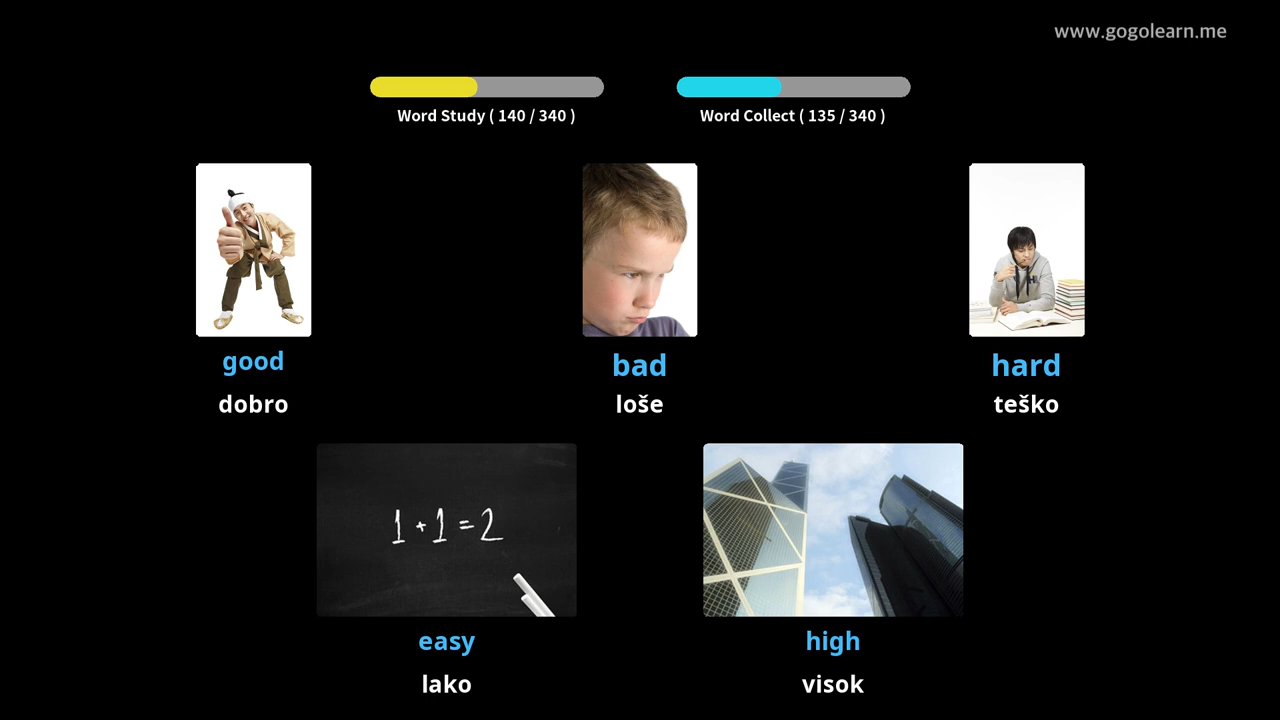 www.gogolearn.me
Word Study ( 140 / 340 )
Word Collect ( 135 / 340 )
good
bad
hard
dobro
loše
teško
1 + 1 = 2
easy
high
lako
visok